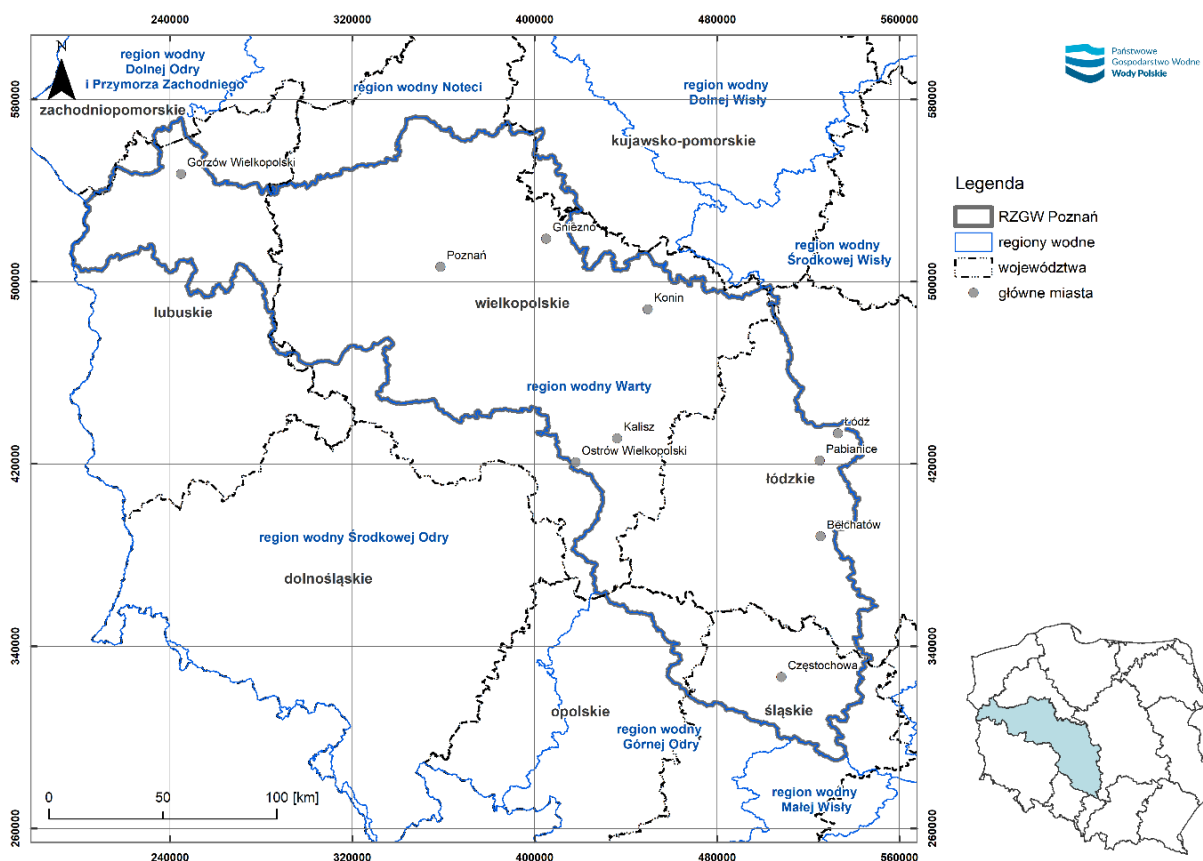 240000
320000
400000
480000
560000
580000
500000
420000
340000
260000
N
region wodny
Dolnej Odry
i Przymorza Zachodniego
zachodniopomorskie
region wodny Noteci
region wodny
Dolnej Wisły
kujawsko-pomorskie
Gorzów Wielkopolski
Gniezno
region wodny
Środkowej Wisły
Poznań
wielkopolskie
Konin
lubuskie
region wodny Warty
Kalisz
Ostrów Wielkopolski
Łódź
Pabianice
łódzkie
region wodny Środkowej Odry
Bełchatów
dolnośląskie
Częstochowa
opolskie
śląskie
region wodny
Górnej Odry
region wodny
Małej Wisły
0
50
100 [km]
580000
500000
420000
340000
260000
240000
320000
400000
480000
560000
Państwowe
Gospodarstwo Wodne
Wody Polskie
Legenda
RZGW Poznań
regiony wodne
województwa
główne miasta